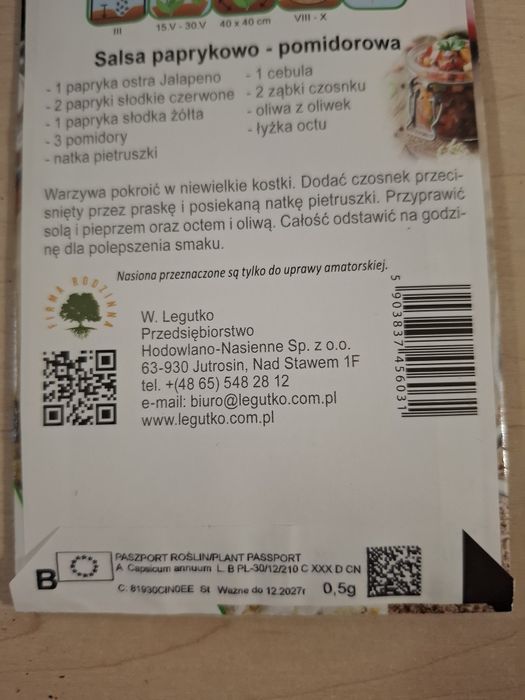 III 15.V - 30.V 40 x 40 cm VIII - X
Salsa paprykowo - pomidorowa
- 1 papryka ostra Jalapeno
- 2 papryki słodkie czerwone
- 1 papryka słodka żółta
- 3 pomidory
- natka pietruszki
- 1 cebula
- 2 ząbki czosnku
- oliwa z oliwek
- łyżka octu
Warzywa pokroić w niewielkie kostki. Dodać czosnek przeci-
snięty przez praskę i posiekaną natkę pietruszki. Przyprawić
solą i pieprzem oraz octem i oliwą. Całość odstawić na godzi-
nę dla polepszenia smaku.
Nasiona przeznaczone są tylko do uprawy amatorskiej.
FIRMA RODZINNA
W. Legutko
Przedsiębiorstwo
Hodowlano-Nasienne Sp. z o.o.
63-930 Jutrosin, Nad Stawem 1F
tel. +(48 65) 548 28 12
e-mail: biuro@legutko.com.pl
www.legutko.com.pl
5 903837 456031
B
PASZPORT ROŚLIN/PLANT PASSPORT
A Capsicum annuum L. B PL-30/12/210 C XXX D CN
C: 81930CIN0EE St Ważne do 12.2027r 0,5g